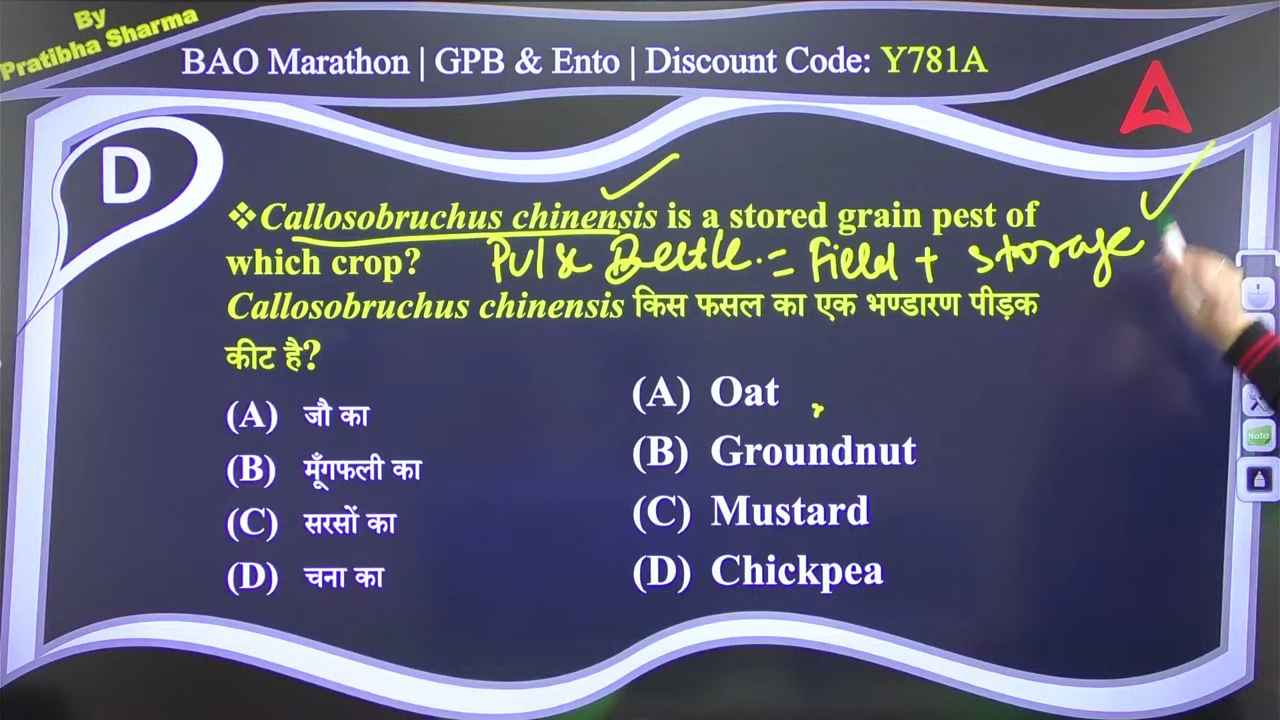 By
Pratibha Sharma
BAO Marathon | GPB & Ento | Discount Code: Y781A
D
❖Callosobruchus chinensis is a stored grain pest of
which crop? Pulse Beetle. = Field + storage
Callosobruchus chinensis किस फसल का एक भण्डारण पीड़क
कीट है?
(A) जौ का
(B) मूँगफली का
(C) सरसों का
(D) चना का
(A) Oat
(B) Groundnut
(C) Mustard
(D) Chickpea
Note